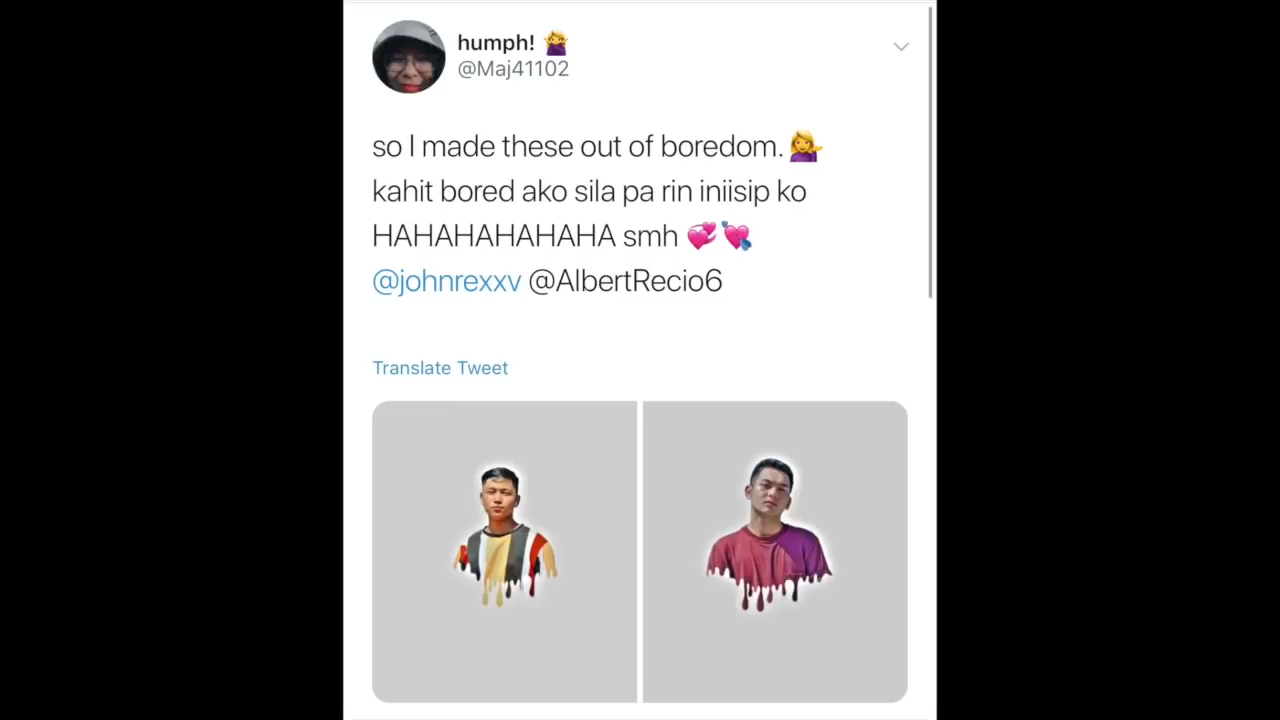 humph! 🤷‍♀️
@Maj41102
so I made these out of boredom. 💁‍♀️
kahit bored ako sila pa rin iniisip ko
HAHAHAHAHAHA smh 💞💘
@johnrexxv @AlbertRecio6
Translate Tweet